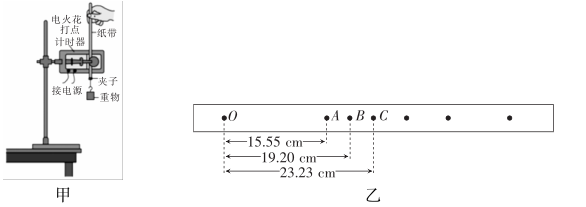 电火花
打点
计时器
纸带
夹子
接电源
重物
甲
O A B C
15.55 cm
19.20 cm
23.23 cm
乙